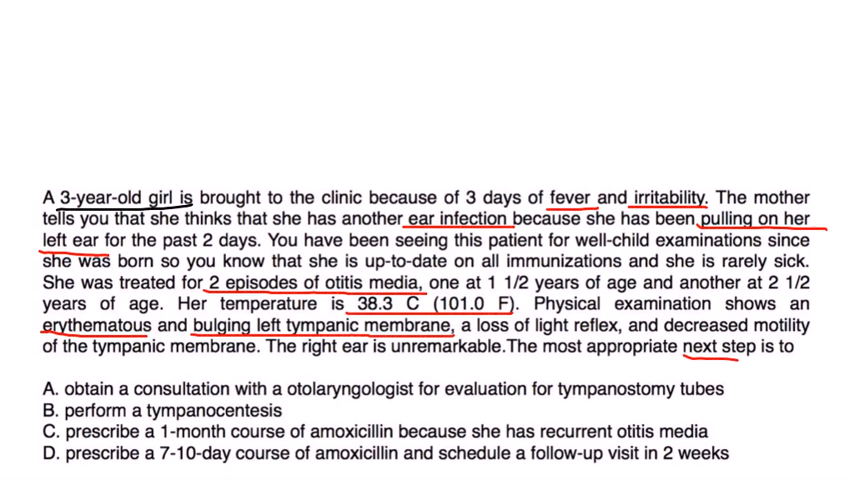 A 3-year-old girl is brought to the clinic because of 3 days of fever and irritability. The mother
tells you that she thinks that she has another ear infection because she has been pulling on her
left ear for the past 2 days. You have been seeing this patient for well-child examinations since
she was born so you know that she is up-to-date on all immunizations and she is rarely sick.
She was treated for 2 episodes of otitis media, one at 1 1/2 years of age and another at 2 1/2
years of age. Her temperature is 38.3 C (101.0 F). Physical examination shows an
erythematous and bulging left tympanic membrane, a loss of light reflex, and decreased motility
of the tympanic membrane. The right ear is unremarkable.The most appropriate next step is to
A. obtain a consultation with a otolaryngologist for evaluation for tympanostomy tubes
B. perform a tympanocentesis
C. prescribe a 1-month course of amoxicillin because she has recurrent otitis media
D. prescribe a 7-10-day course of amoxicillin and schedule a follow-up visit in 2 weeks